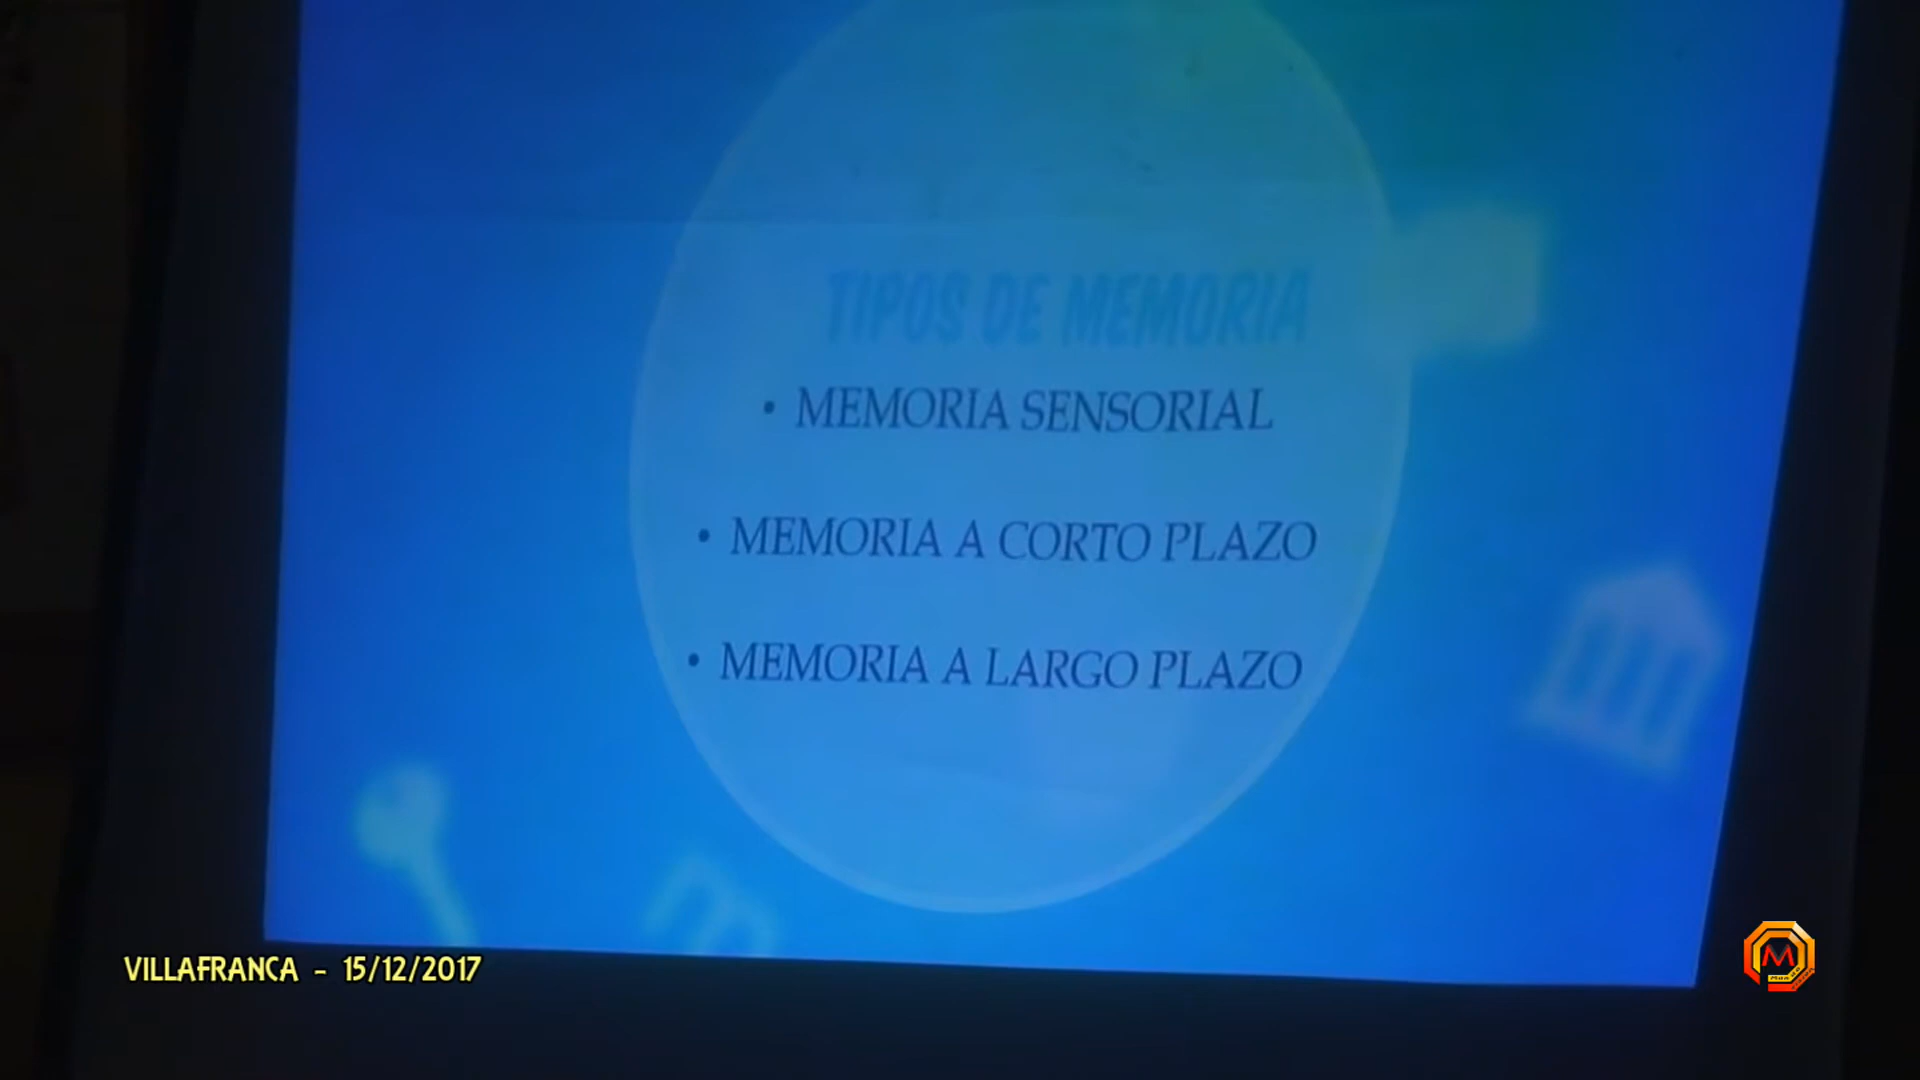 TIPOS DE MEMORIA
• MEMORIA SENSORIAL
• MEMORIA A CORTO PLAZO
• MEMORIA A LARGO PLAZO
VILLAFRANCA - 15/12/2017
M